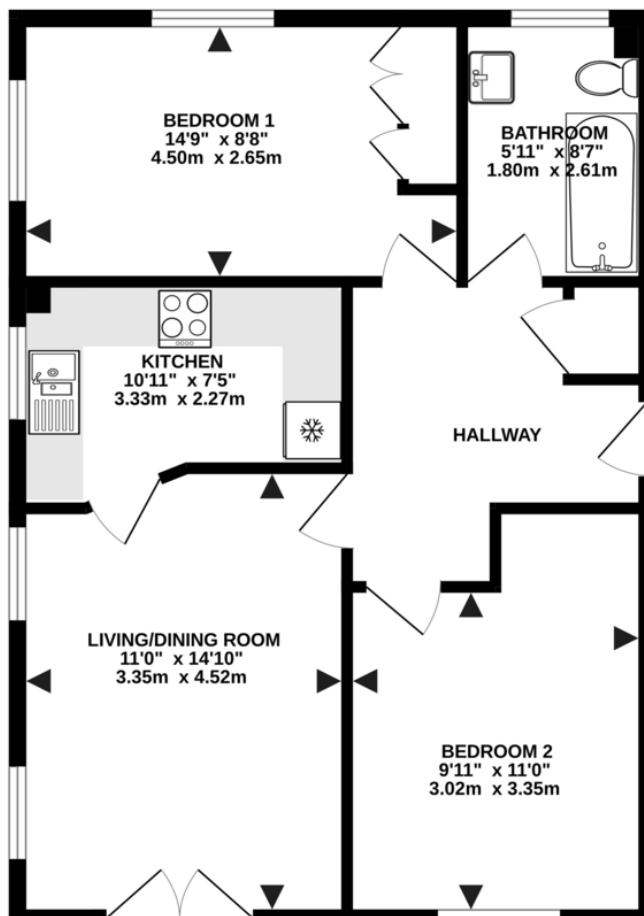 BEDROOM 1
14'9" x 8'8"
4.50m x 2.65m
BATHROOM
5'11" x 8'7"
1.80m x 2.61m
KITCHEN
10'11" x 7'5"
3.33m x 2.27m
HALLWAY
LIVING/DINING ROOM
11'0" x 14'10"
3.35m x 4.52m
BEDROOM 2
9'11" x 11'0"
3.02m x 3.35m